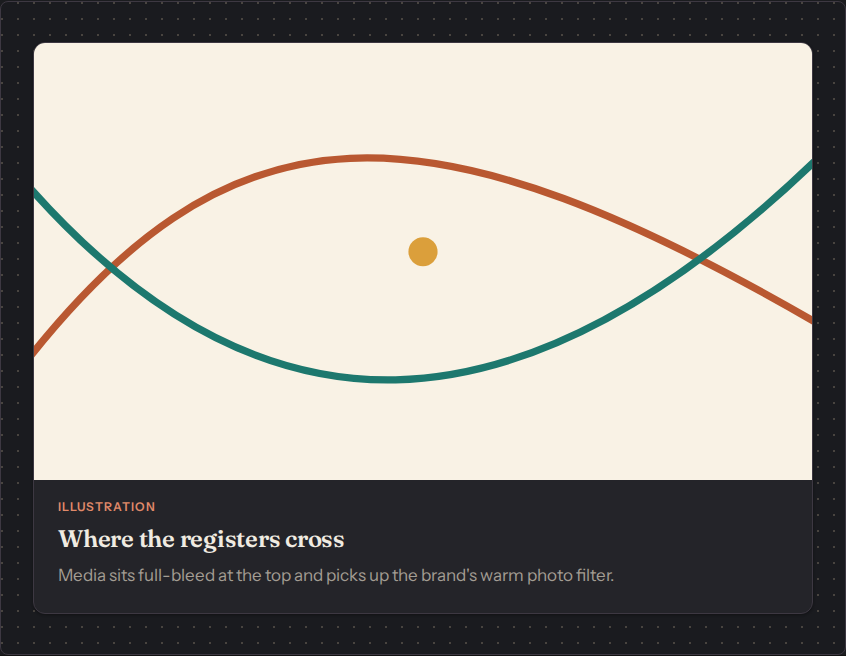 ILLUSTRATION
Where the registers cross
Media sits full-bleed at the top and picks up the brand’s warm photo filter.